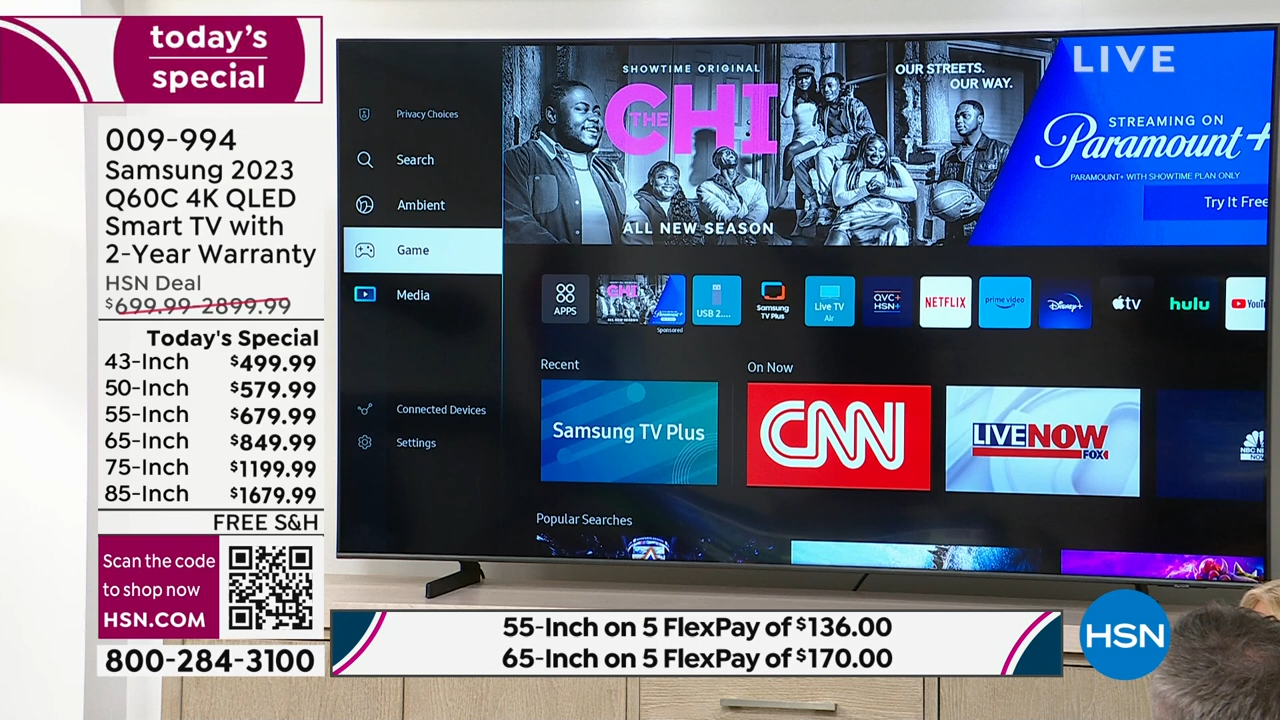 today's
special
009-994
Samsung 2023
Q60C 4K QLED
Smart TV with
2-Year Warranty
HSN Deal
$699.99-2899.99
Today's Special
43-Inch $499.99
50-Inch $579.99
55-Inch $679.99
65-Inch $849.99
75-Inch $1199.99
85-Inch $1679.99
FREE S&H
Scan the code
to shop now
HSN.COM
800-284-3100
LIVE
Privacy Choices
Search
Ambient
Game
Media
Connected Devices
Settings
SHOWTIME ORIGINAL
THE CHI
ALL NEW SEASON
OUR STREETS.
OUR WAY.
STREAMING ON
Paramount+
PARAMOUNT+ WITH SHOWTIME PLAN ONLY
Try It Free
APPS
CHI
Sponsored
USB 2....
Samsung
TV Plus
Live TV
Air
QVC+
HSN+
NETFLIX
prime video
Disney+
tv
hulu
YouT
Recent
On Now
Samsung TV Plus
CNN
LIVENOW
FOX
NBC N
NOW
Popular Searches
55-Inch on 5 FlexPay of $136.00
65-Inch on 5 FlexPay of $170.00
HSN